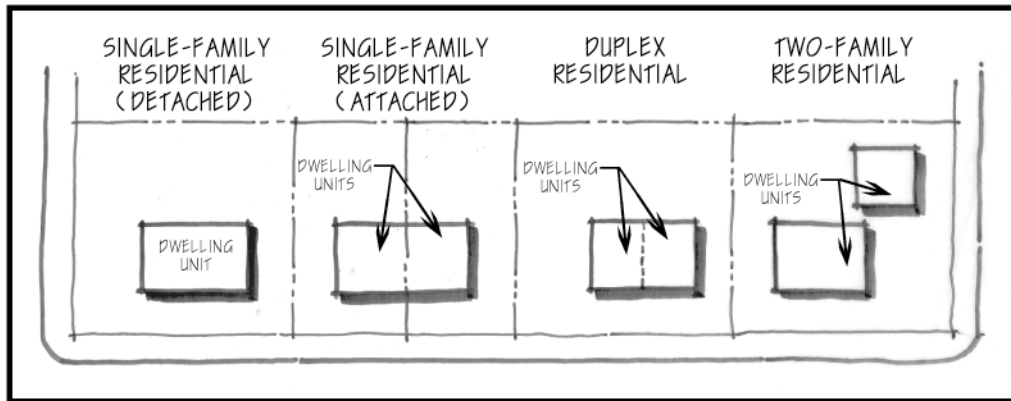 SINGLE-FAMILY
RESIDENTIAL
(DETACHED)
SINGLE-FAMILY
RESIDENTIAL
(ATTACHED)
DUPLEX
RESIDENTIAL
TWO-FAMILY
RESIDENTIAL
DWELLING
UNIT
DWELLING
UNITS
DWELLING
UNITS
DWELLING
UNITS